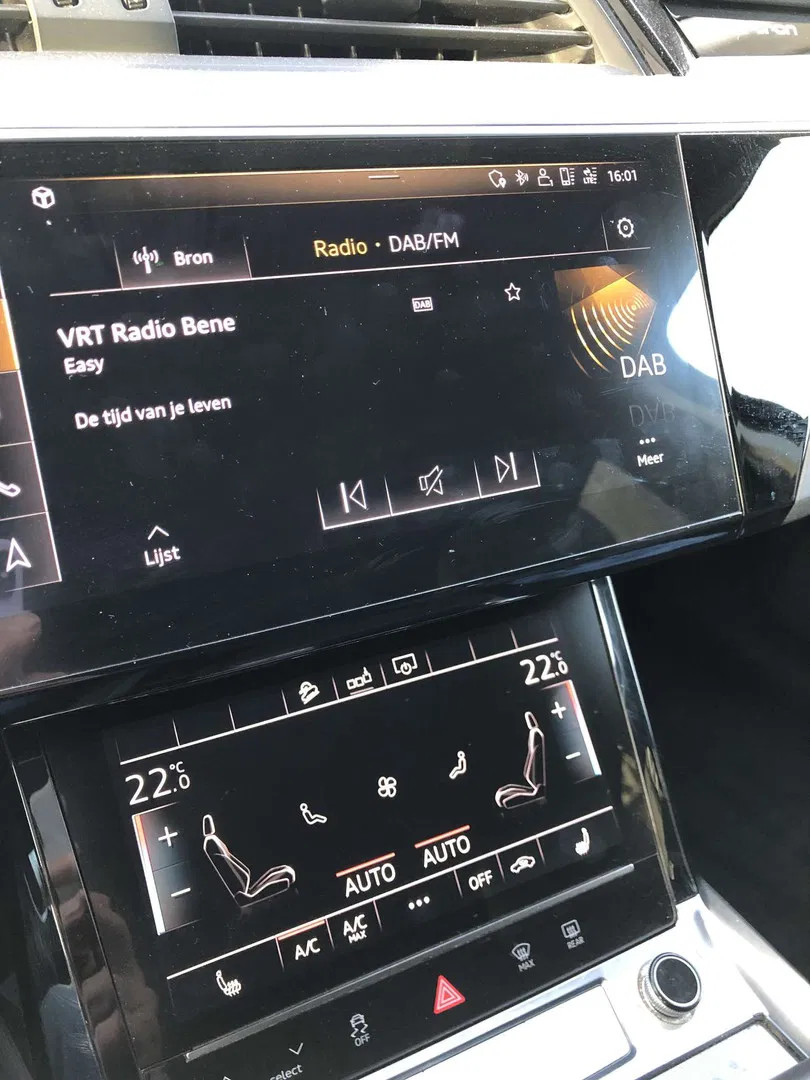 16:01
Bron
Radio · DAB/FM
VRT Radio Bene
DAB
Easy
DAB
De tijd van je leven
Meer
Lijst
22.0 °C
22.0 °C
+
−
+
−
AUTO
AUTO
A/C
A/C MAX
OFF
MAX
REAR
OFF
select